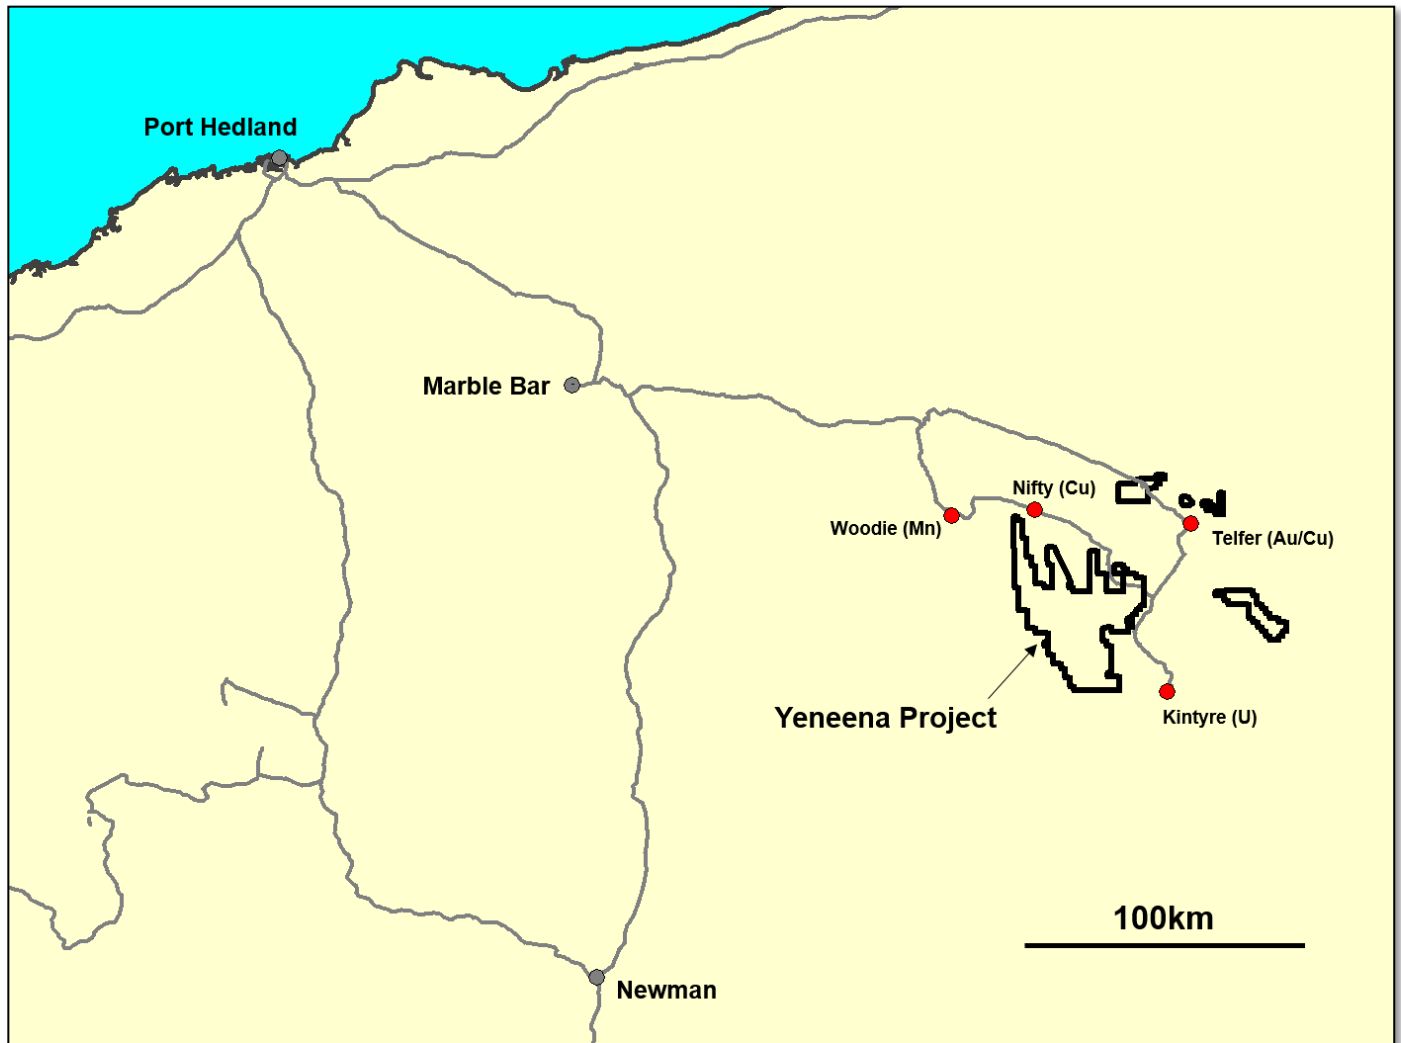 Port Hedland
Marble Bar
Nifty (Cu)
Woodie (Mn)
Telfer (Au/Cu)
Yeneena Project
Kintyre (U)
100km
Newman